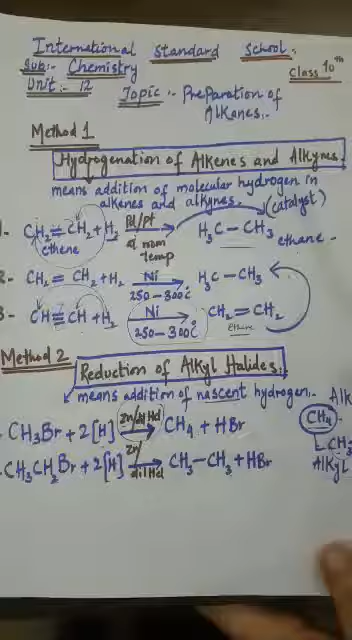 International Standard School.
Sub:- Chemistry Class 10th
Unit:- 12 Topic:- Preparation of Alkanes.
Method 1
Hydrogenation of Alkenes and Alkynes
means addition of molecular hydrogen in
alkenes and alkynes (catalyst)
1- CH₂=CH₂+H₂ Pt/pt at room temp → H₃C−CH₃
ethene ethane.
2- CH₂=CH₂+H₂ Ni 250-300℃ → H₃C−CH₃
3- CH≡CH+H₂ Ni 250-300℃ → CH₂=CH₂
Ethene
Method 2
Reduction of Alkyl Halides:
means addition of nascent hydrogen. Alk
CH₃Br+2[H] Zn/dil Hcl → CH₄+HBr CH₄
CH₃CH₂Br+2[H] Zn/dil Hcl → CH₃−CH₃+HBr CH₃
Alkyl